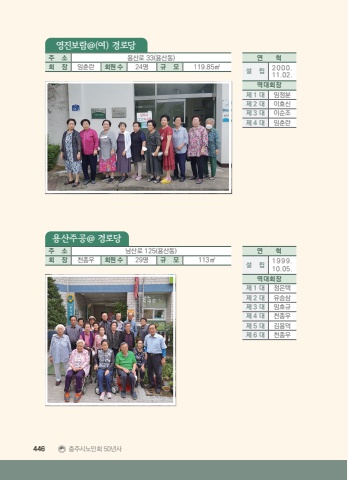 영진보람@(여) 경로당
주 소 용산로 33(용산동)
회 장 임춘란 회원수 24명 규 모 119.85㎡
연 혁
설 립 2000. 11.02.
역대회장
제1대 임정분
제2대 이효신
제3대 이순조
제4대 임춘란
용산주공@ 경로당
주 소 남산로 125(용산동)
회 장 전종우 회원수 29명 규 모 113㎡
연 혁
설 립 1999. 10.05.
역대회장
제1대 정은택
제2대 유승삼
제3대 임호규
제4대 전종우
제5대 김용덕
제6대 전종우
446 충주시노인회 50년사